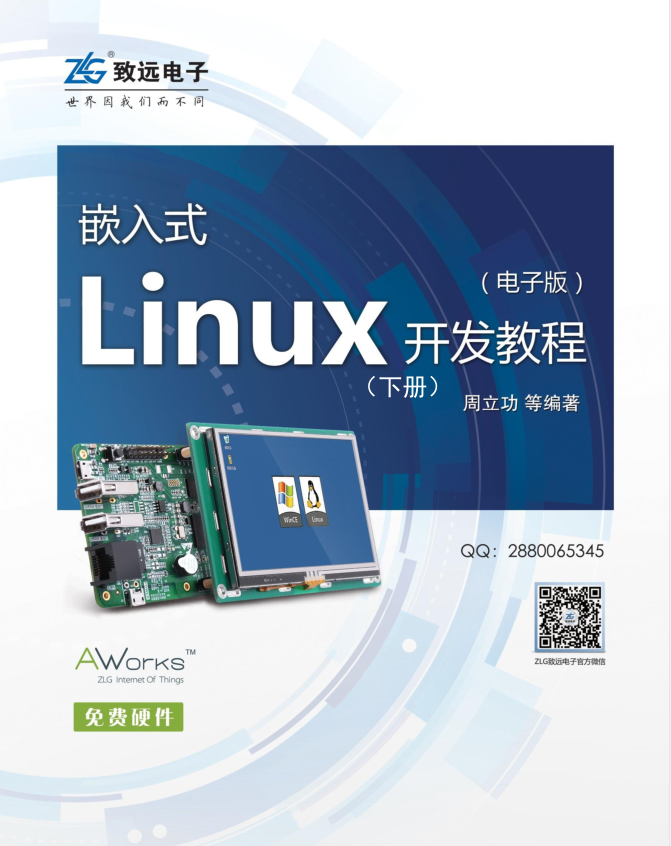 ZLG® 致远电子
世界因我们而不同
嵌入式
（电子版）
Linux 开发教程
（下册）
周立功 等编著
WinCE Linux
QQ：2880065345
AWorks™
ZLG Internet Of Things
ZLG致远电子官方微信
免费硬件